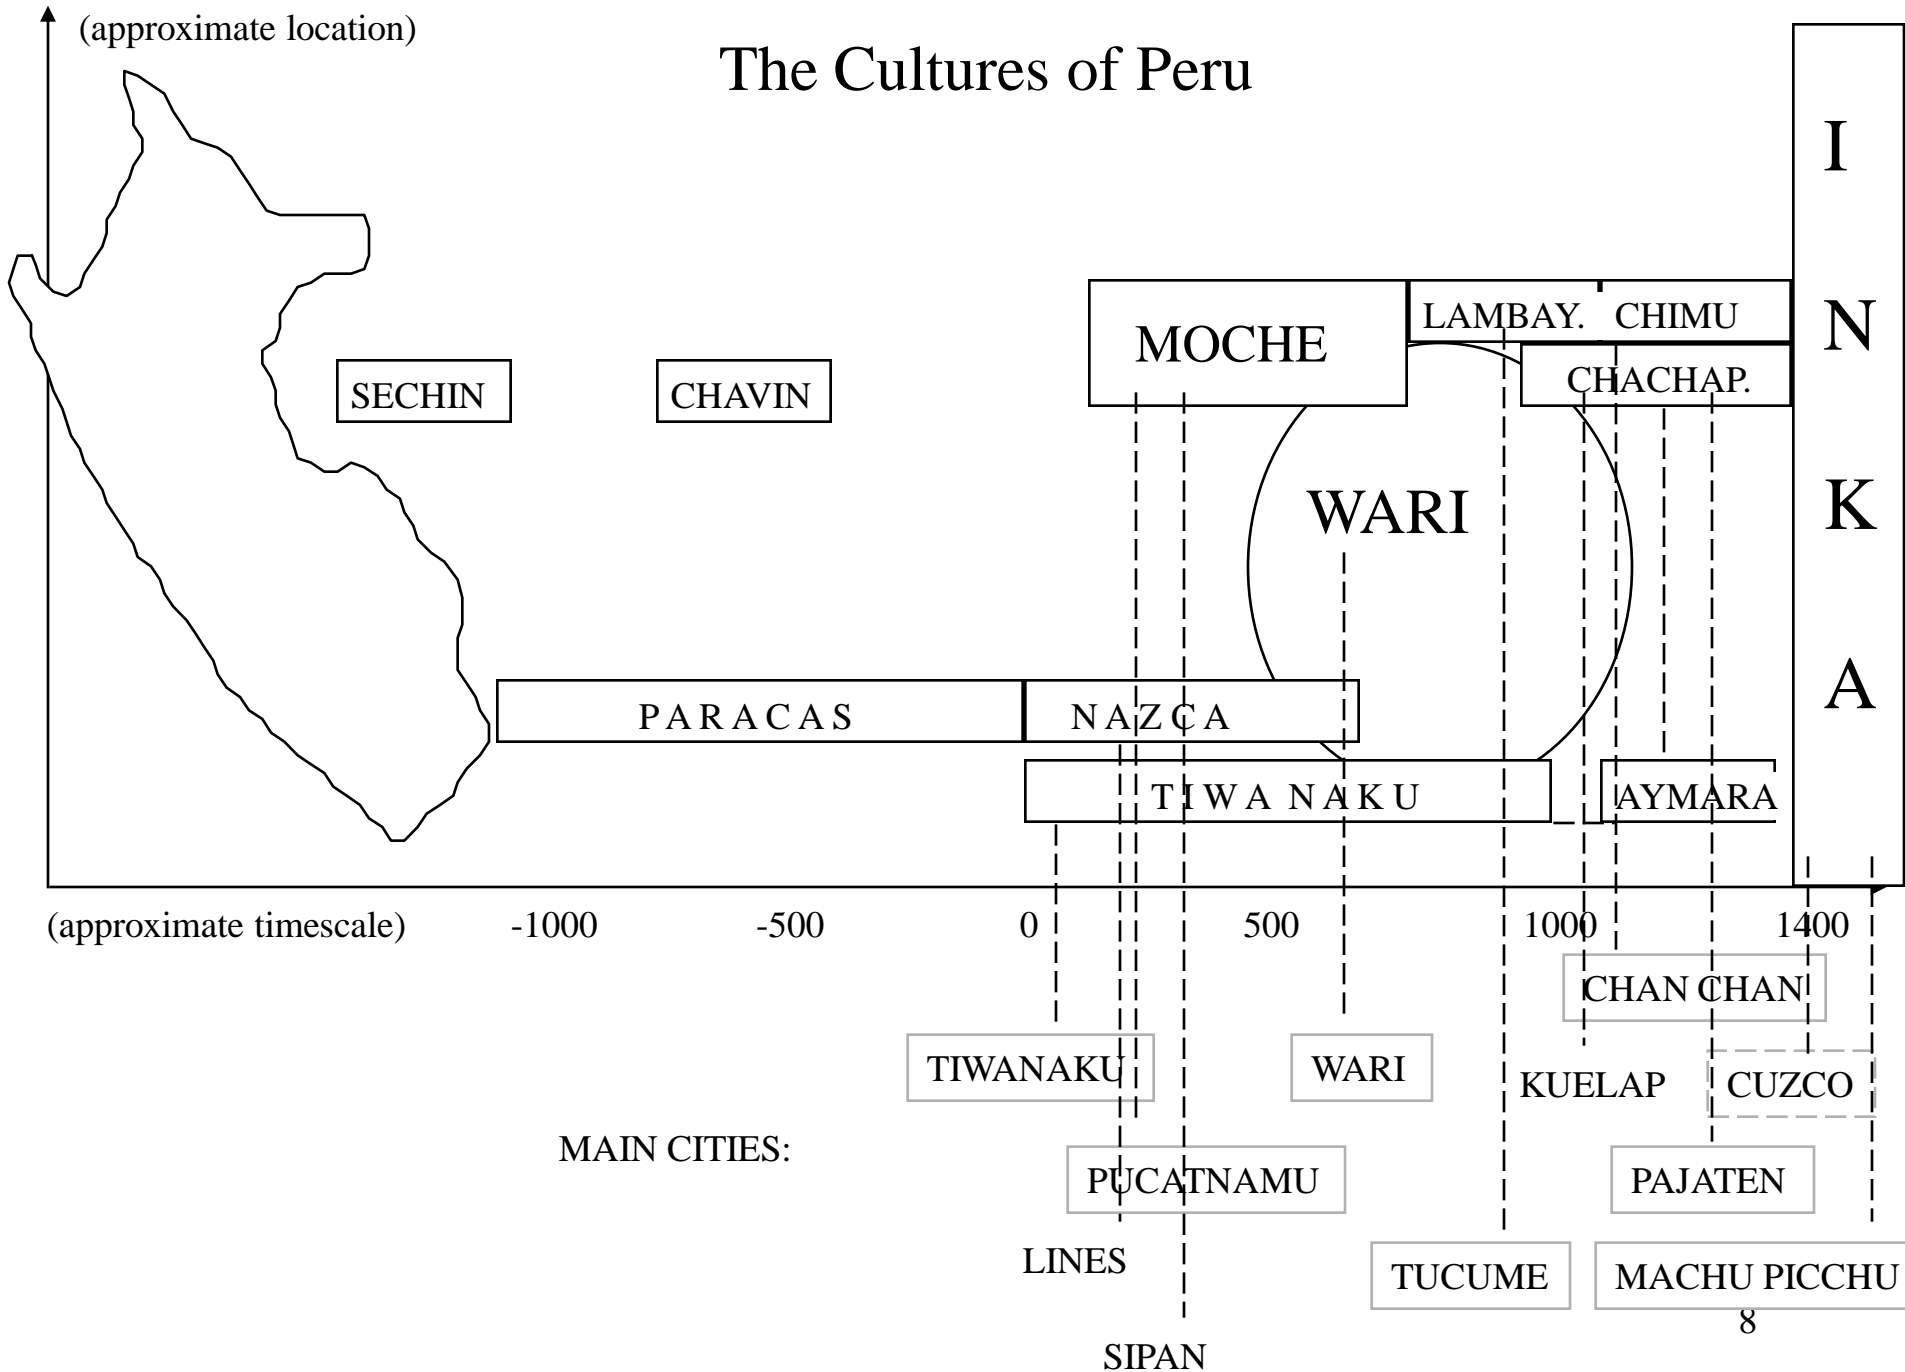 (approximate location)
The Cultures of Peru
I
N
K
A
LAMBAY. CHIMU
MOCHE
CHACHAP.
SECHIN
CHAVIN
WARI
PARACAS
NAZCA
TIWA NAKU
AYMARA
(approximate timescale) -1000 -500 0 500 1000 1400
CHAN CHAN
TIWANAKU
WARI
KUELAP
CUZCO
MAIN CITIES:
PUCATNAMU
PAJATEN
LINES
TUCUME
MACHU PICCHU
8
SIPAN